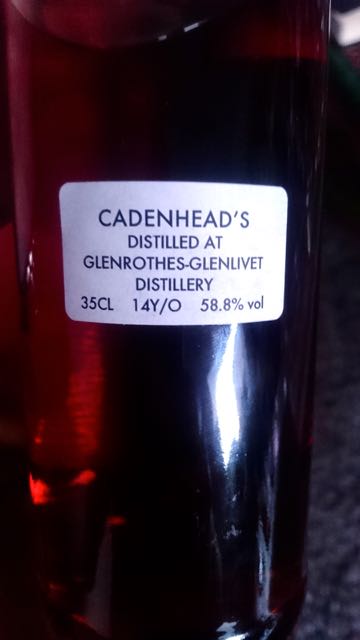 CADENHEAD'S
DISTILLED AT
GLENROTHES-GLENLIVET
DISTILLERY
35CL 14Y/O 58.8% vol